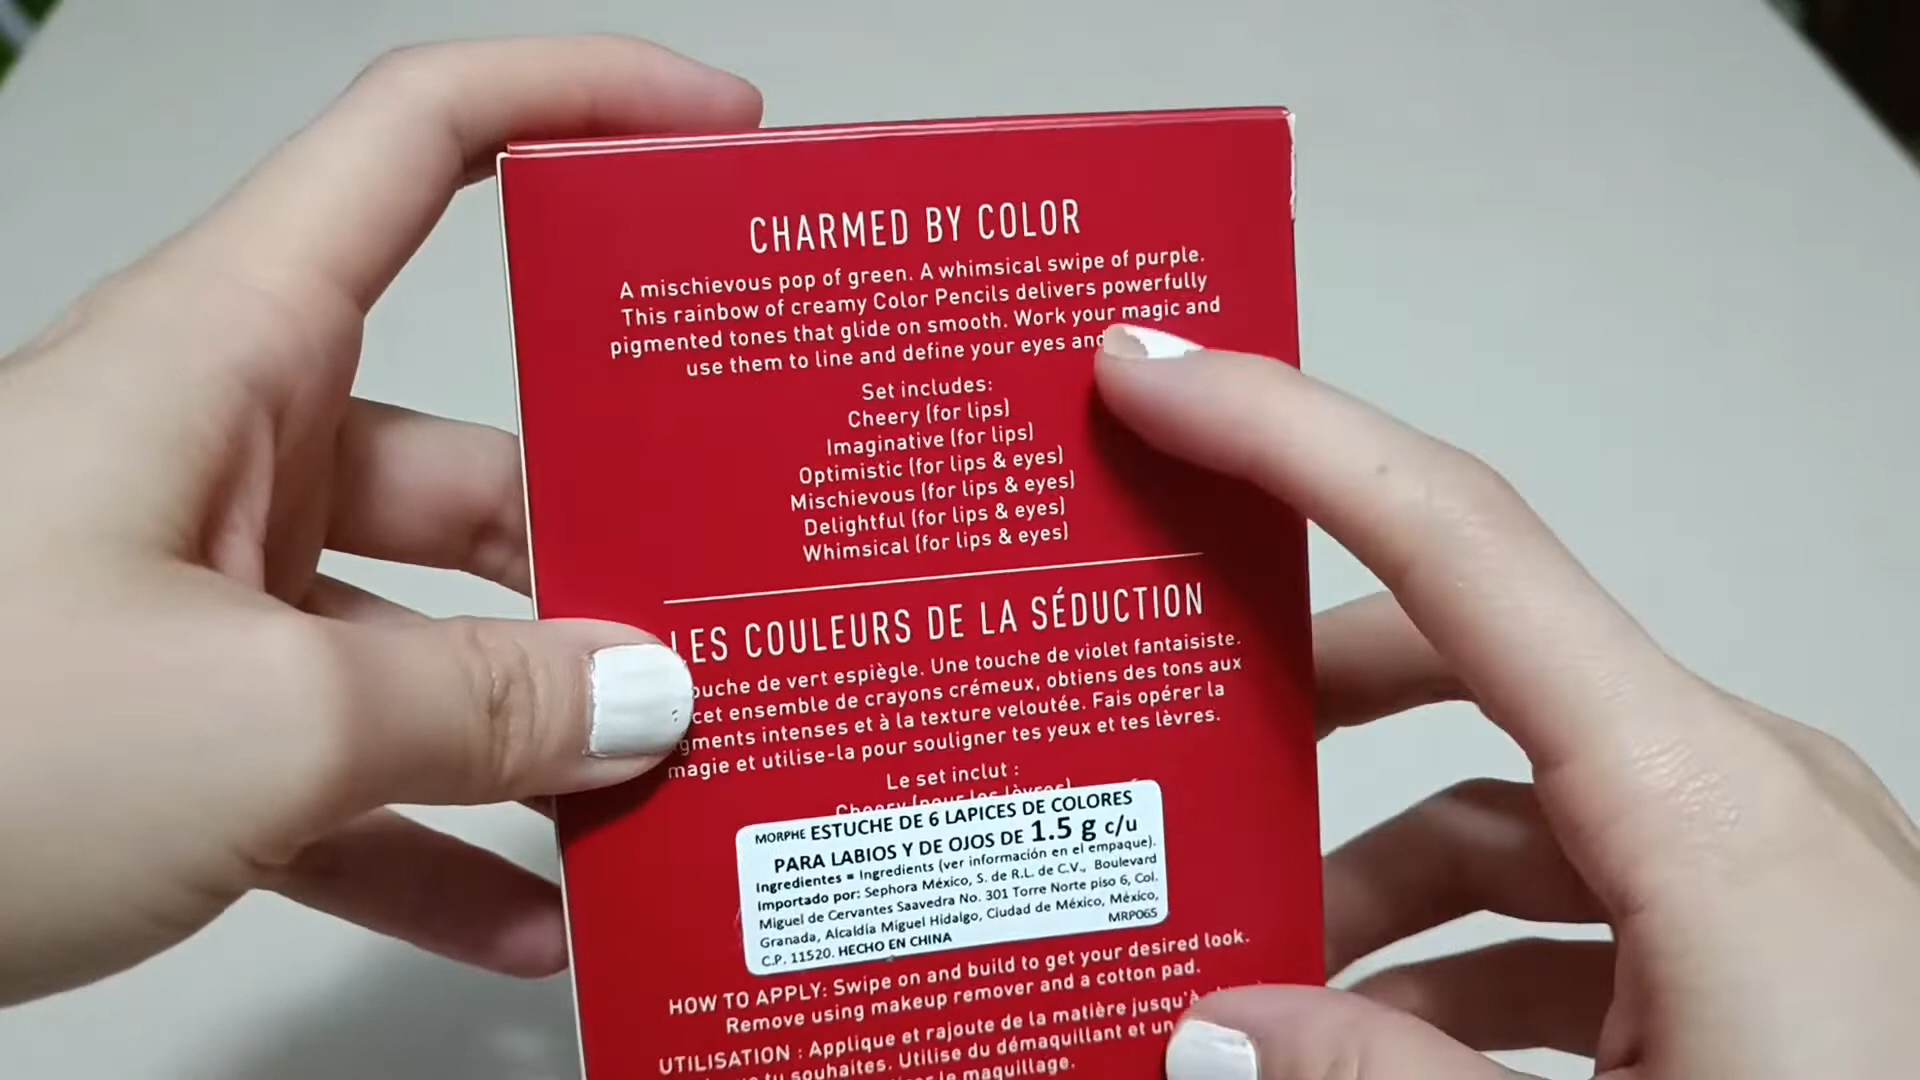 CHARMED BY COLOR
A mischievous pop of green. A whimsical swipe of purple.
This rainbow of creamy Color Pencils delivers powerfully
pigmented tones that glide on smooth. Work your magic and
use them to line and define your eyes and
Set includes:
Cheery (for lips)
Imaginative (for lips)
Optimistic (for lips & eyes)
Mischievous (for lips & eyes)
Delightful (for lips & eyes)
Whimsical (for lips & eyes)
LES COULEURS DE LA SÉDUCTION
de vert espiègle. Une touche de violet fantaisiste.
cet ensemble de crayons crémeux, obtiens des tons aux
intenses et à la texture veloutée. Fais opérer la
magie et utilise-la pour souligner tes yeux et tes lèvres.
Le set inclut :
Cheery (pour les lèvres)
MORPHE ESTUCHE DE 6 LAPICES DE COLORES
PARA LABIOS Y DE OJOS DE 1.5 g c/u
Ingredientes = Ingredients (ver información en el empaque).
Importado por: Sephora México, S. de R.L. de C.V., Boulevard
Miguel de Cervantes Saavedra No. 301 Torre Norte piso 6, Col.
Granada, Alcaldía Miguel Hidalgo, Ciudad de México, México,
C.P. 11520. HECHO EN CHINA MRP065
HOW TO APPLY: Swipe on and build to get your desired look.
Remove using makeup remover and a cotton pad.
UTILISATION : Applique et rajoute de la matière jusqu'à
tu souhaites. Utilise du démaquillant et un
le maquillage.